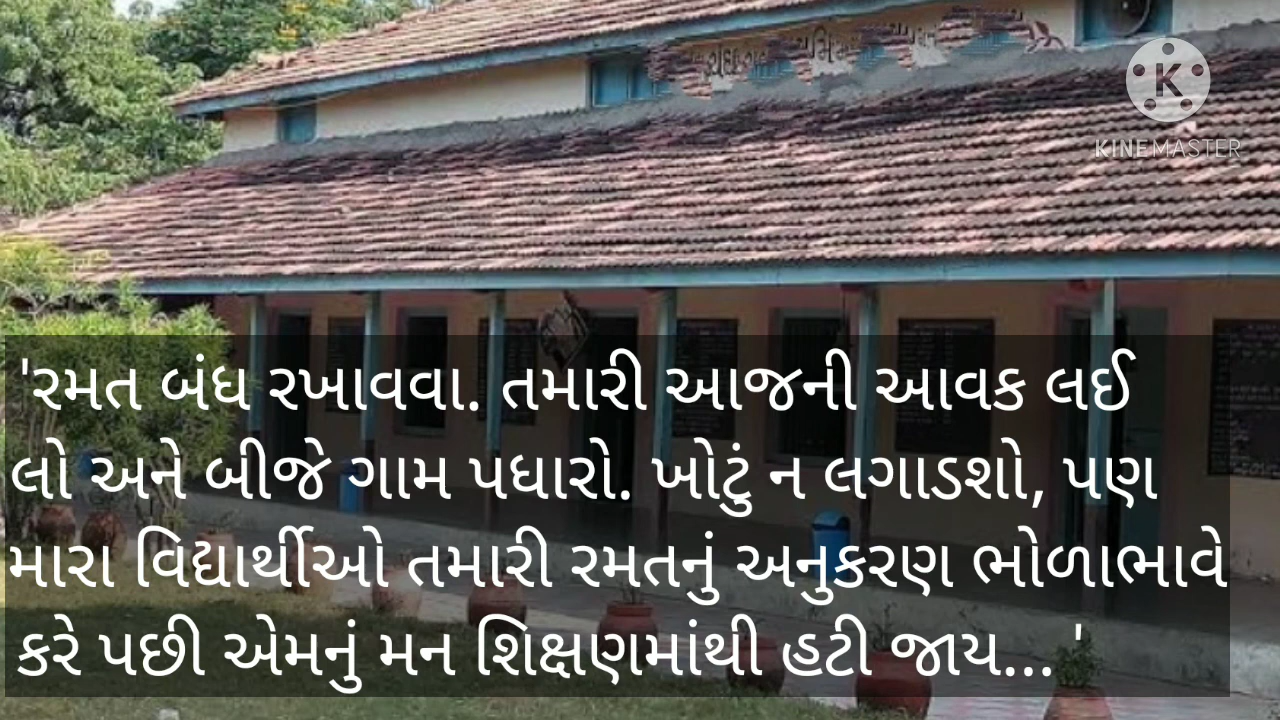 KINEMASTER
'રમત બંધ રખાવવા. તમારી આજની આવક લઈ
લો અને બીજે ગામ પધારો. ખોટું ન લગાડશો, પણ
મારા વિદ્યાર્થીઓ તમારી રમતનું અનુકરણ ભોળાભાવે
કરે પછી એમનું મન શિક્ષણમાંથી હટી જાય...'